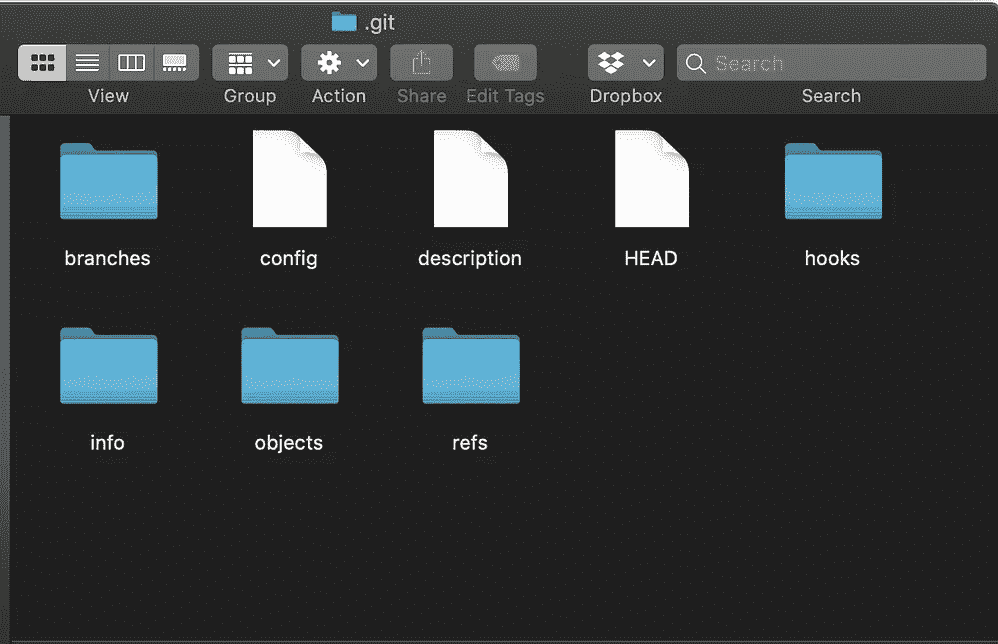 .git
Search
View
Group
Action
Share
Edit Tags
Dropbox
Search
branches
config
description
HEAD
hooks
info
objects
refs